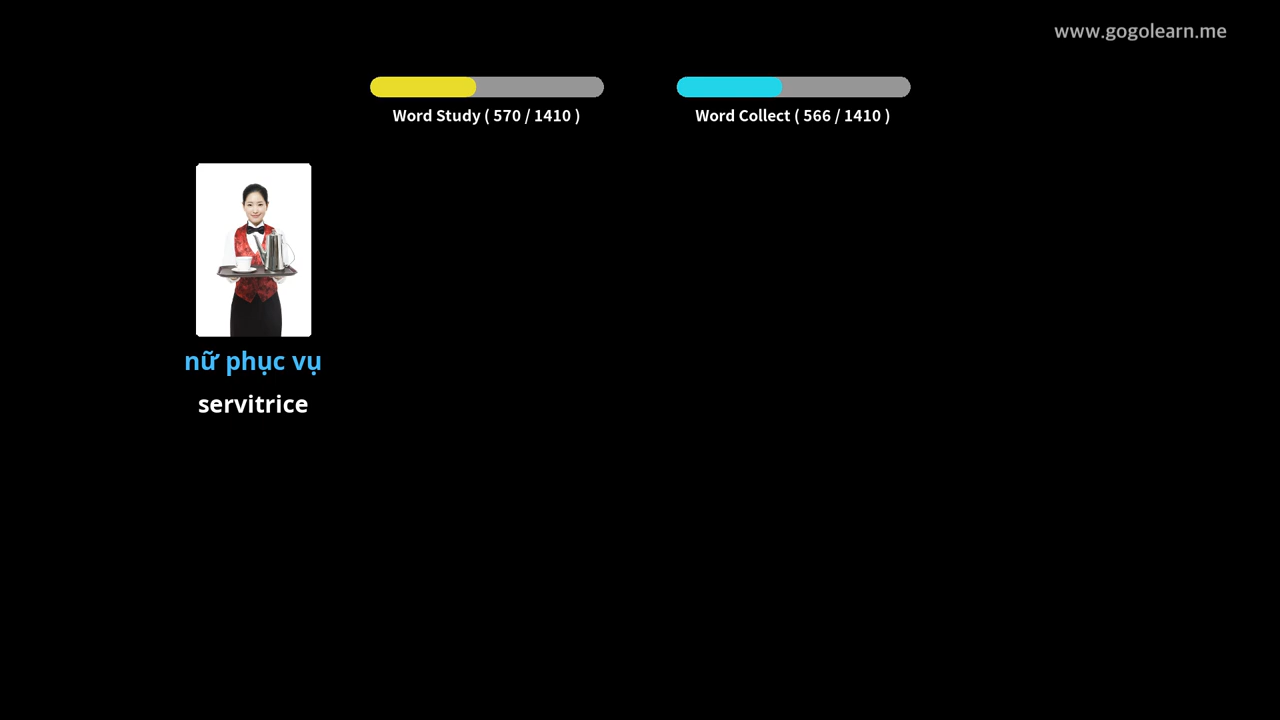 www.gogolearn.me
Word Study ( 570 / 1410 )
Word Collect ( 566 / 1410 )
nữ phục vụ
servitrice